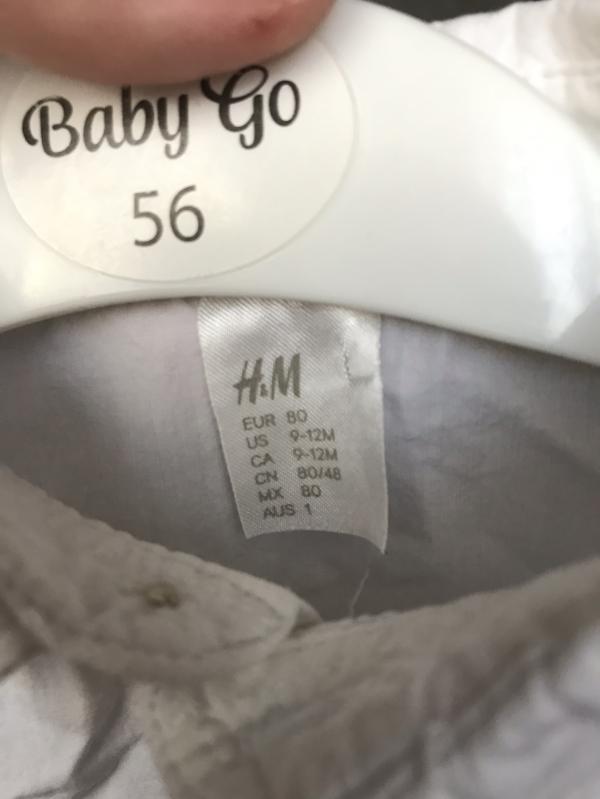 Baby Go
56
H&M
EUR 80
US 9-12M
CA 9-12M
CN 80/48
MX 80
AUS 1